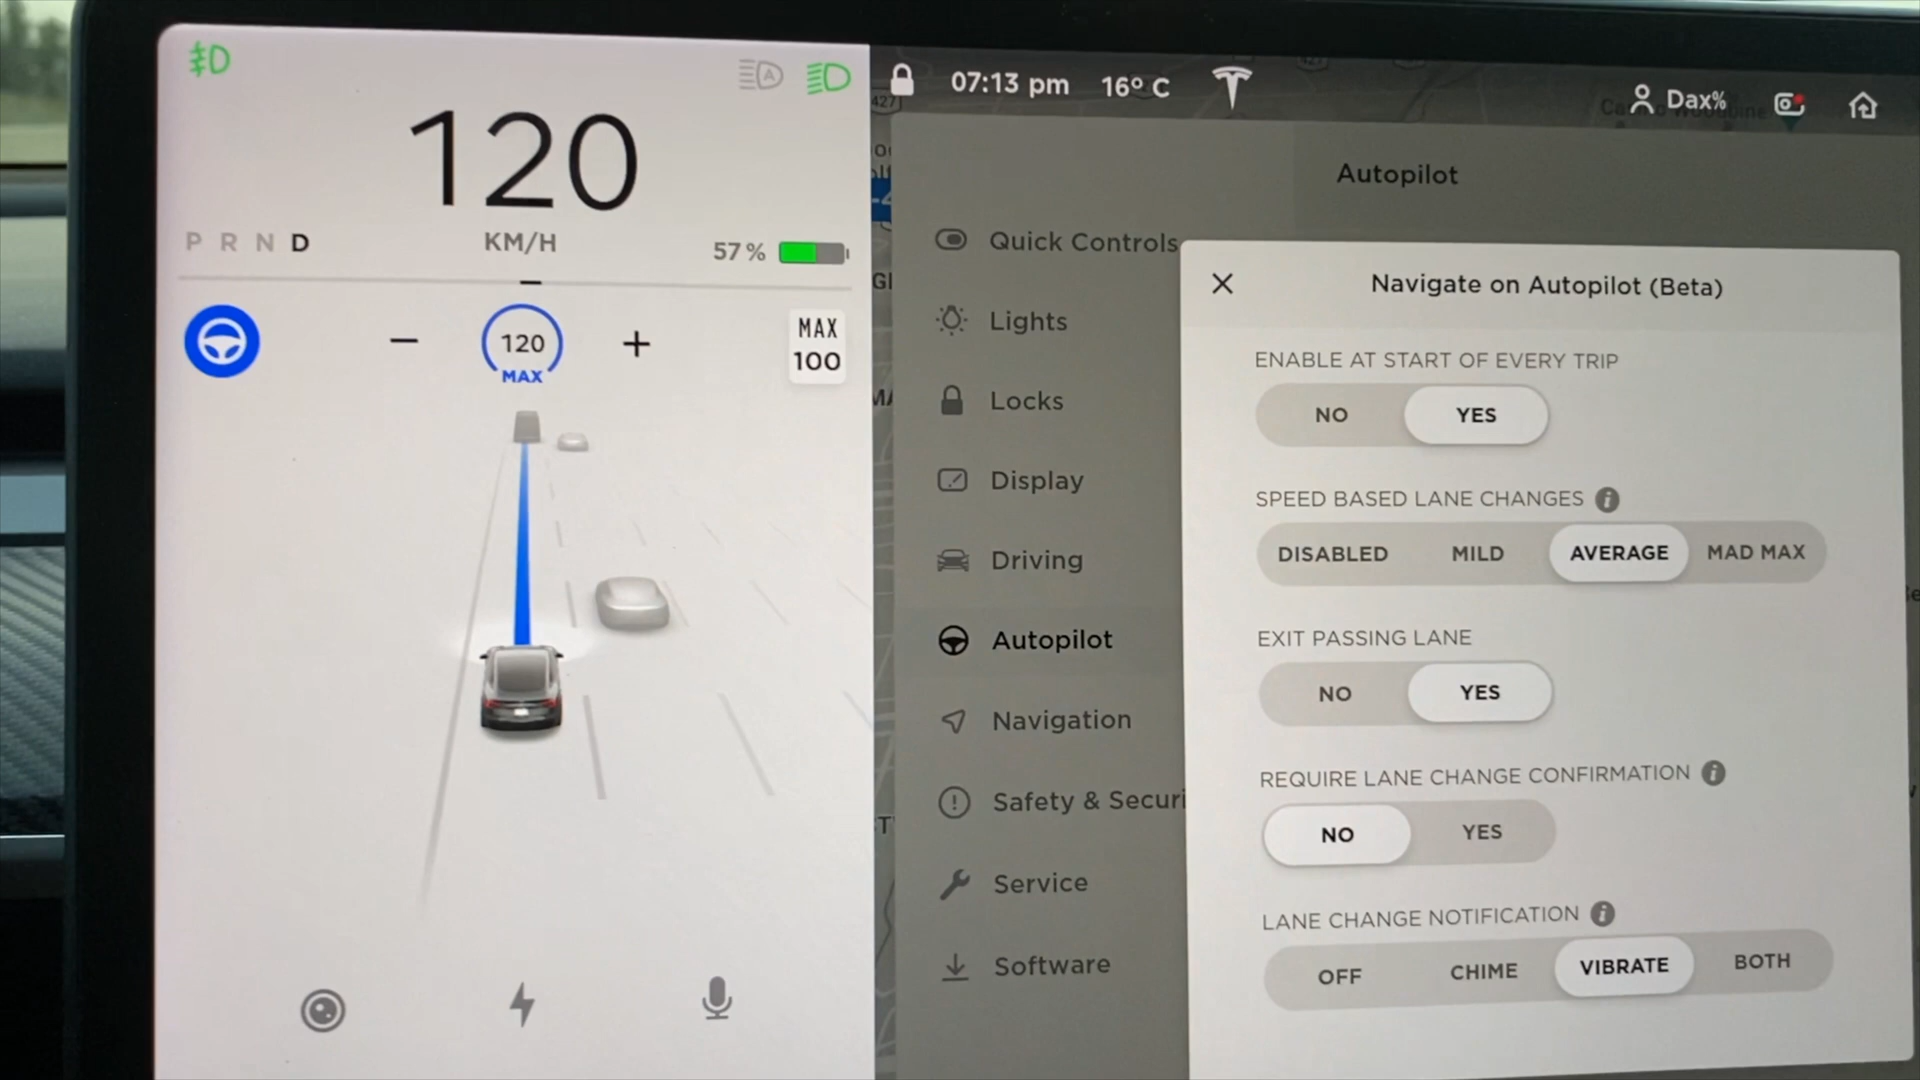 120
KM/H
P R N D
57 %
120
MAX
MAX
100
427
07:13 pm
16° C
Dax%
Autopilot
Quick Controls
Lights
Locks
Display
Driving
Autopilot
Navigation
Safety & Securi
Service
Software
Navigate on Autopilot (Beta)
ENABLE AT START OF EVERY TRIP
NO YES
SPEED BASED LANE CHANGES
DISABLED MILD AVERAGE MAD MAX
EXIT PASSING LANE
NO YES
REQUIRE LANE CHANGE CONFIRMATION
NO YES
LANE CHANGE NOTIFICATION
OFF CHIME VIBRATE BOTH